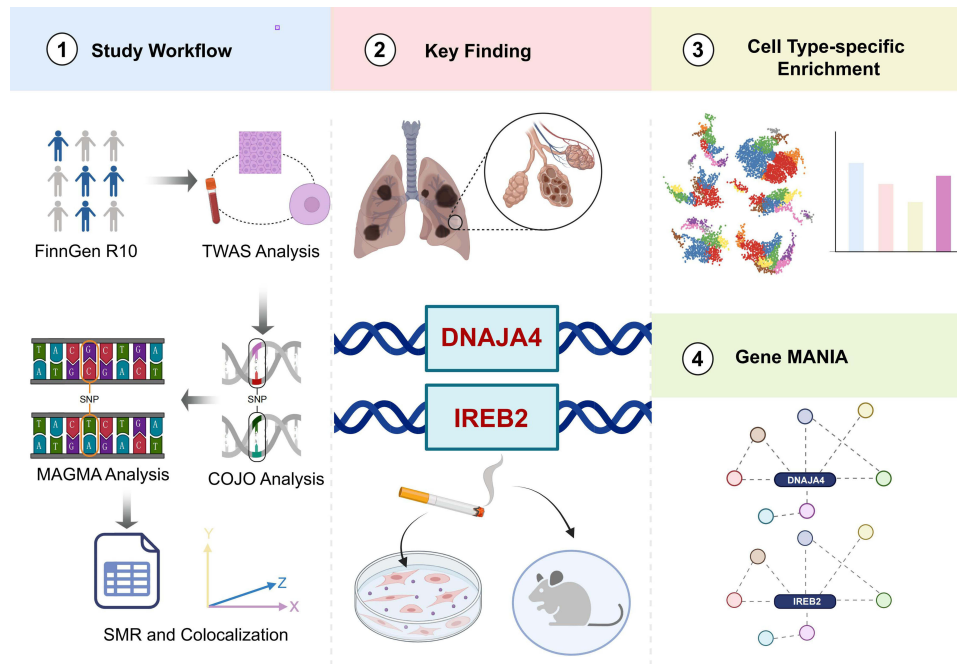 1 Study Workflow
FinnGen R10
TWAS Analysis
T A C G C T G A
A T G C G A C T
SNP
T A C T C T G A
A T G A G A C T
MAGMA Analysis
SNP
COJO Analysis
SMR and Colocalization
Y
Z
X
2 Key Finding
DNAJA4
IREB2
3 Cell Type-specific
Enrichment
4 Gene MANIA
DNAJA4
IREB2